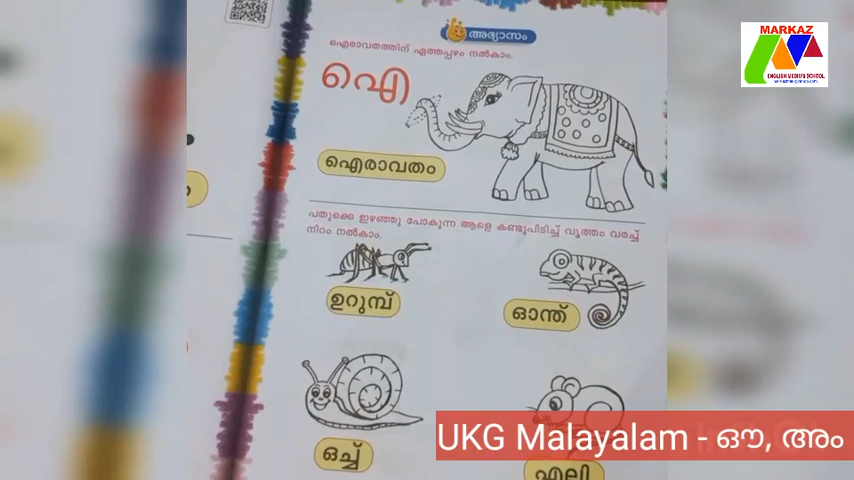 അഭ്യാസം
ഐരാവതത്തിന് ഏത്തപ്പഴം നൽകാം.
ഐ
ഐരാവതം
പതുക്കെ ഇഴഞ്ഞു പോകുന്ന ആളെ കണ്ടുപിടിച്ച് വൃത്തം വരച്ച്
നിറം നൽകാം.
ഉറുമ്പ്
ഓന്ത്
ഒച്ച്
എലി
MARKAZ
ENGLISH MEDIUM SCHOOL
UKG Malayalam - ഔ, അം